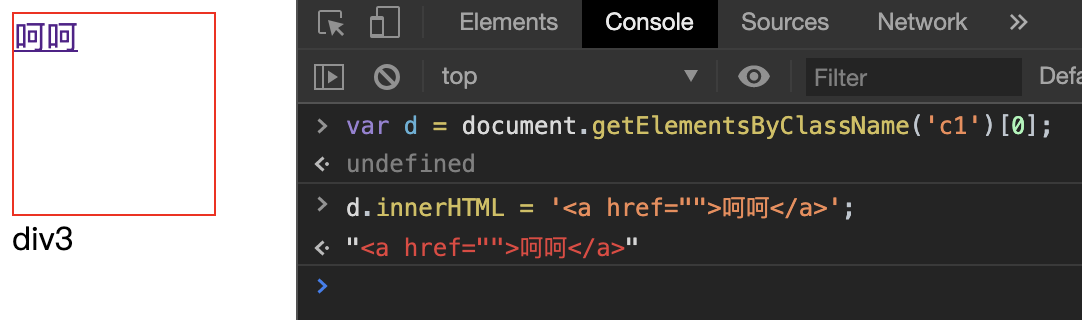 呵呵
div3
Elements Console Sources Network
top Filter Defa
var d = document.getElementsByClassName('c1')[0];
undefined
d.innerHTML = '<a href="">呵呵</a>';
"<a href="">呵呵</a>"